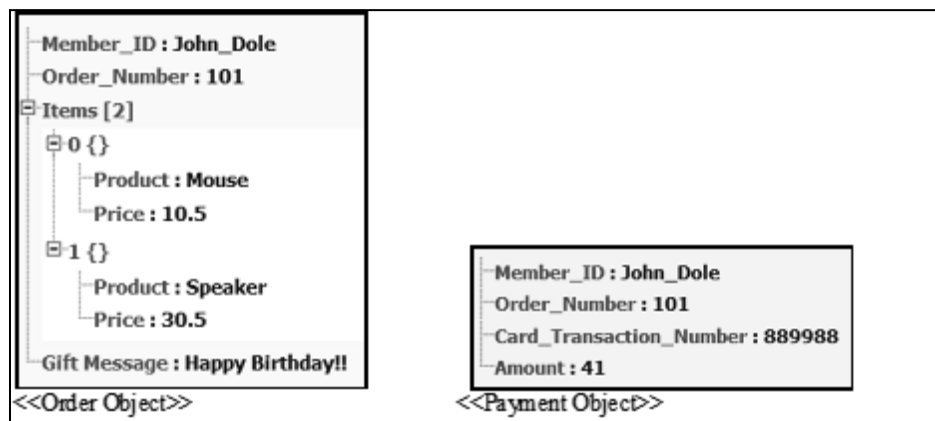 Member_ID : John_Dole
Order_Number : 101
Items [2]
0 {}
Product : Mouse
Price : 10.5
1 {}
Product : Speaker
Price : 30.5
Gift Message : Happy Birthday!!
<<Order Object>>
Member_ID : John_Dole
Order_Number : 101
Card_Transaction_Number : 889988
Amount : 41
<<Payment Object>>